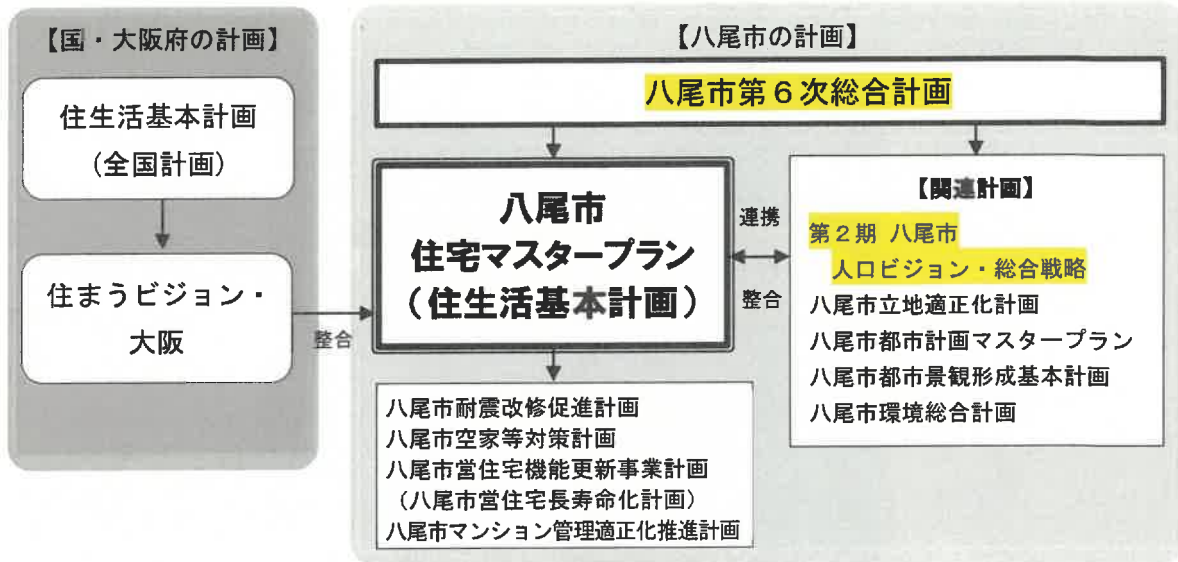 【国・大阪府の計画】
住生活基本計画
(全国計画)
住まうビジョン・
大阪
整合
【八尾市の計画】
八尾市第６次総合計画
八尾市
住宅マスタープラン
（住生活基本計画）
連携
整合
【関連計画】
第２期 八尾市
人口ビジョン・総合戦略
八尾市立地適正化計画
八尾市都市計画マスタープラン
八尾市都市景観形成基本計画
八尾市環境総合計画
八尾市耐震改修促進計画
八尾市空家等対策計画
八尾市営住宅機能更新事業計画
(八尾市営住宅長寿命化計画)
八尾市マンション管理適正化推進計画